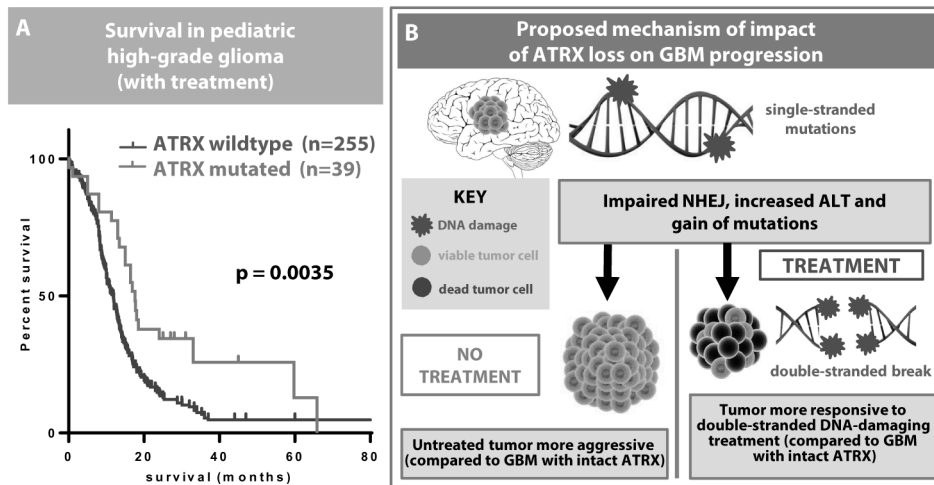 A
Survival in pediatric
high-grade glioma
(with treatment)
ATRX wildtype (n=255)
ATRX mutated (n=39)
p = 0.0035
Percent survival
100
50
0
0 20 40 60 80
survival (months)
B
Proposed mechanism of impact
of ATRX loss on GBM progression
single-stranded
mutations
KEY
DNA damage
viable tumor cell
dead tumor cell
Impaired NHEJ, increased ALT and
gain of mutations
NO
TREATMENT
Untreated tumor more aggressive
(compared to GBM with intact ATRX)
TREATMENT
double-stranded break
Tumor more responsive to
double-stranded DNA-damaging
treatment (compared to GBM
with intact ATRX)